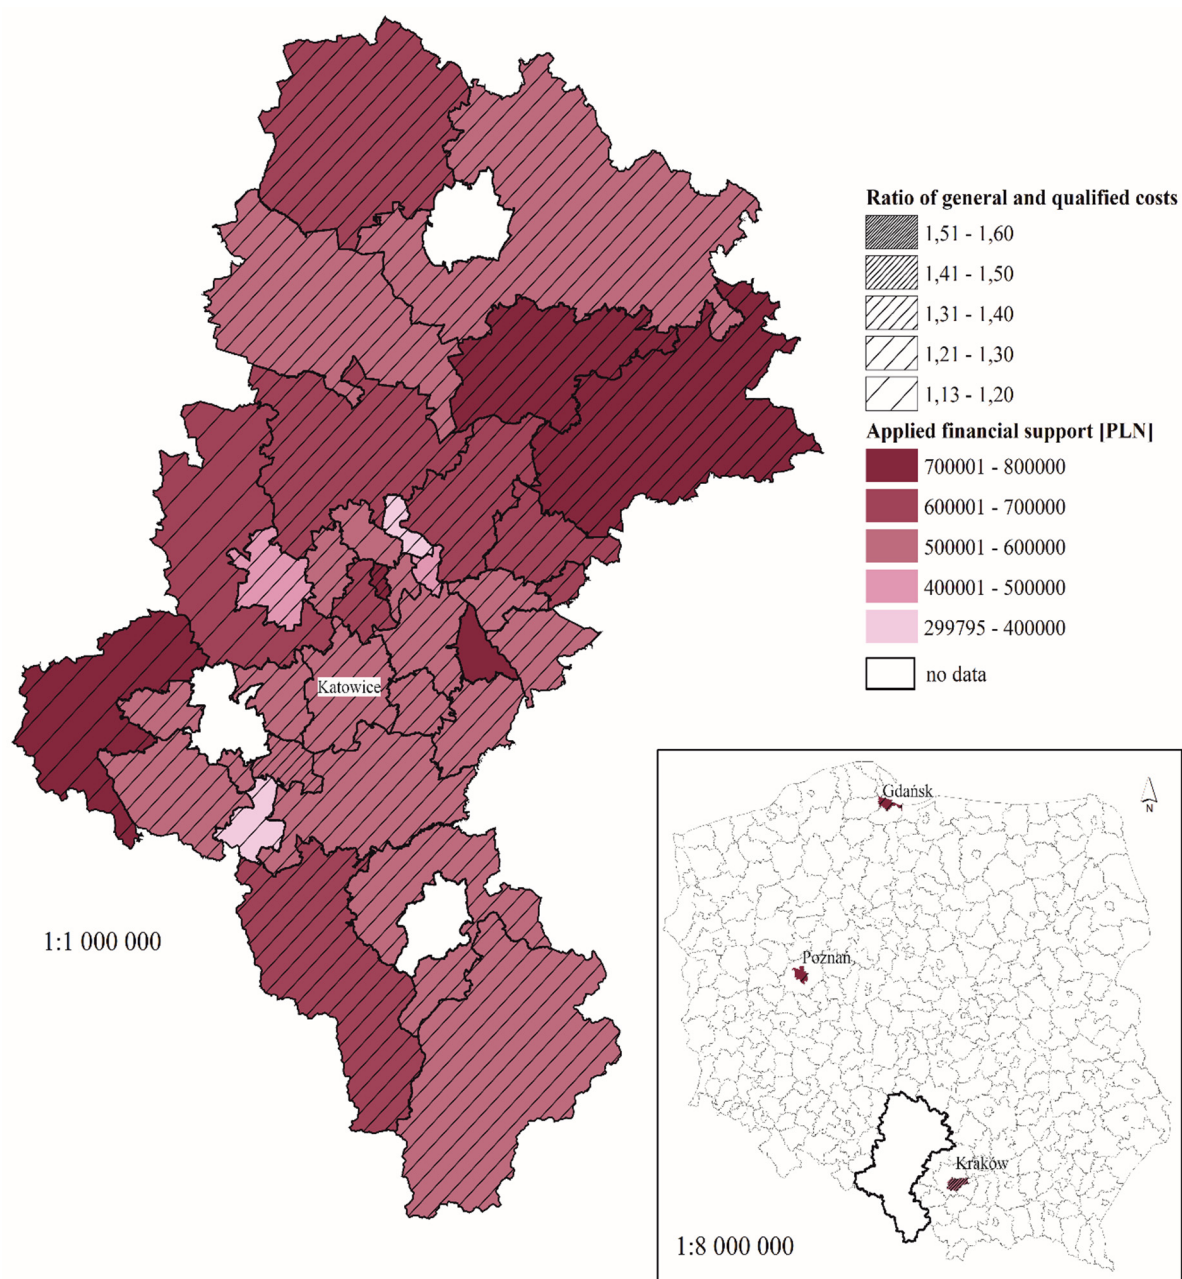 Ratio of general and qualified costs
1,51 - 1,60
1,41 - 1,50
1,31 - 1,40
1,21 - 1,30
1,13 - 1,20
Applied financial support [PLN]
700001 - 800000
600001 - 700000
500001 - 600000
400001 - 500000
299795 - 400000
no data
Katowice
1:1 000 000
Gdańsk
N
Poznań
Kraków
1:8 000 000